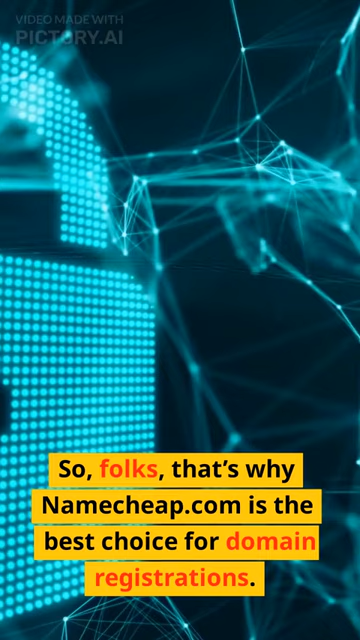 VIDEO MADE WITH
PICTORY.AI
So, folks, that’s why
Namecheap.com is the
best choice for domain
registrations.